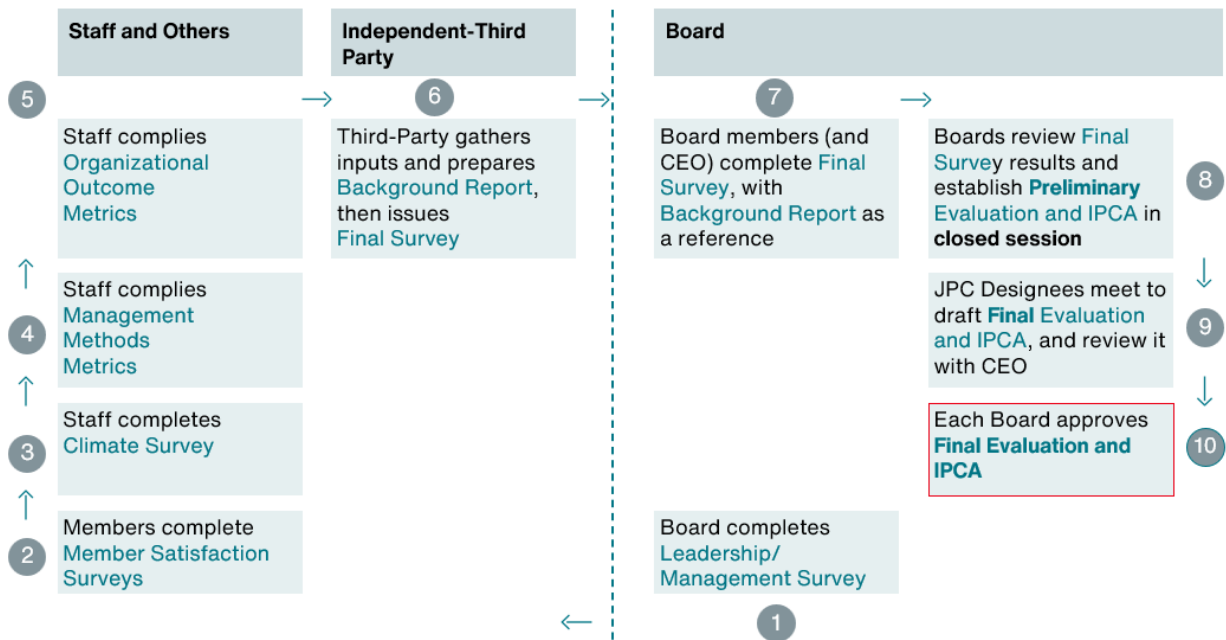 Staff and Others
Independent-Third
Party
Board
5
6
7
Staff complies
Organizational
Outcome
Metrics
Third-Party gathers
inputs and prepares
Background Report,
then issues
Final Survey
Board members (and
CEO) complete Final
Survey, with
Background Report as
a reference
Boards review Final
Survey results and
establish Preliminary
Evaluation and IPCA in
closed session
8
4
Staff complies
Management
Methods
Metrics
JPC Designees meet to
draft Final Evaluation
and IPCA, and review it
with CEO
9
3
Staff completes
Climate Survey
Each Board approves
Final Evaluation and
IPCA
10
2
Members complete
Member Satisfaction
Surveys
Board completes
Leadership/
Management Survey
1